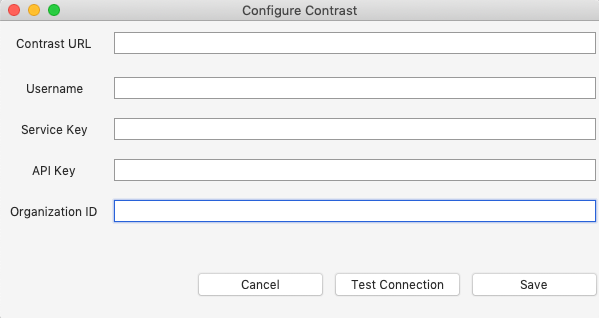 Configure Contrast
Contrast URL
Username
Service Key
API Key
Organization ID
Cancel Test Connection Save